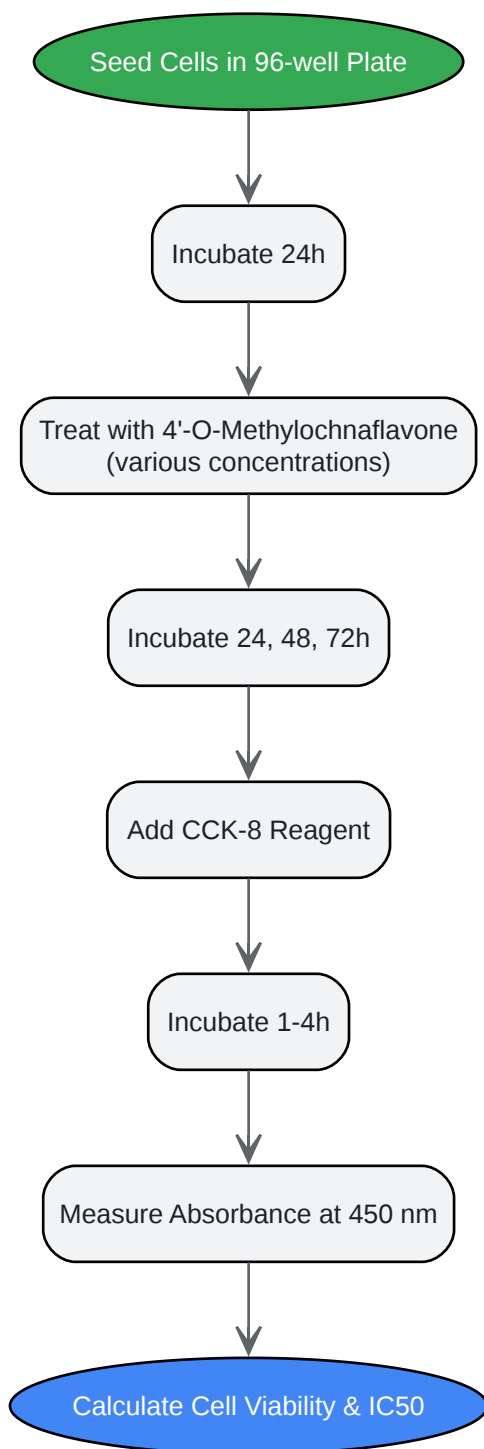 Seed Cells in 96-well Plate
Incubate 24h
Treat with 4'-O-Methylochnaflavone
(various concentrations)
Incubate 24, 48, 72h
Add CCK-8 Reagent
Incubate 1-4h
Measure Absorbance at 450 nm
Calculate Cell Viability & IC50